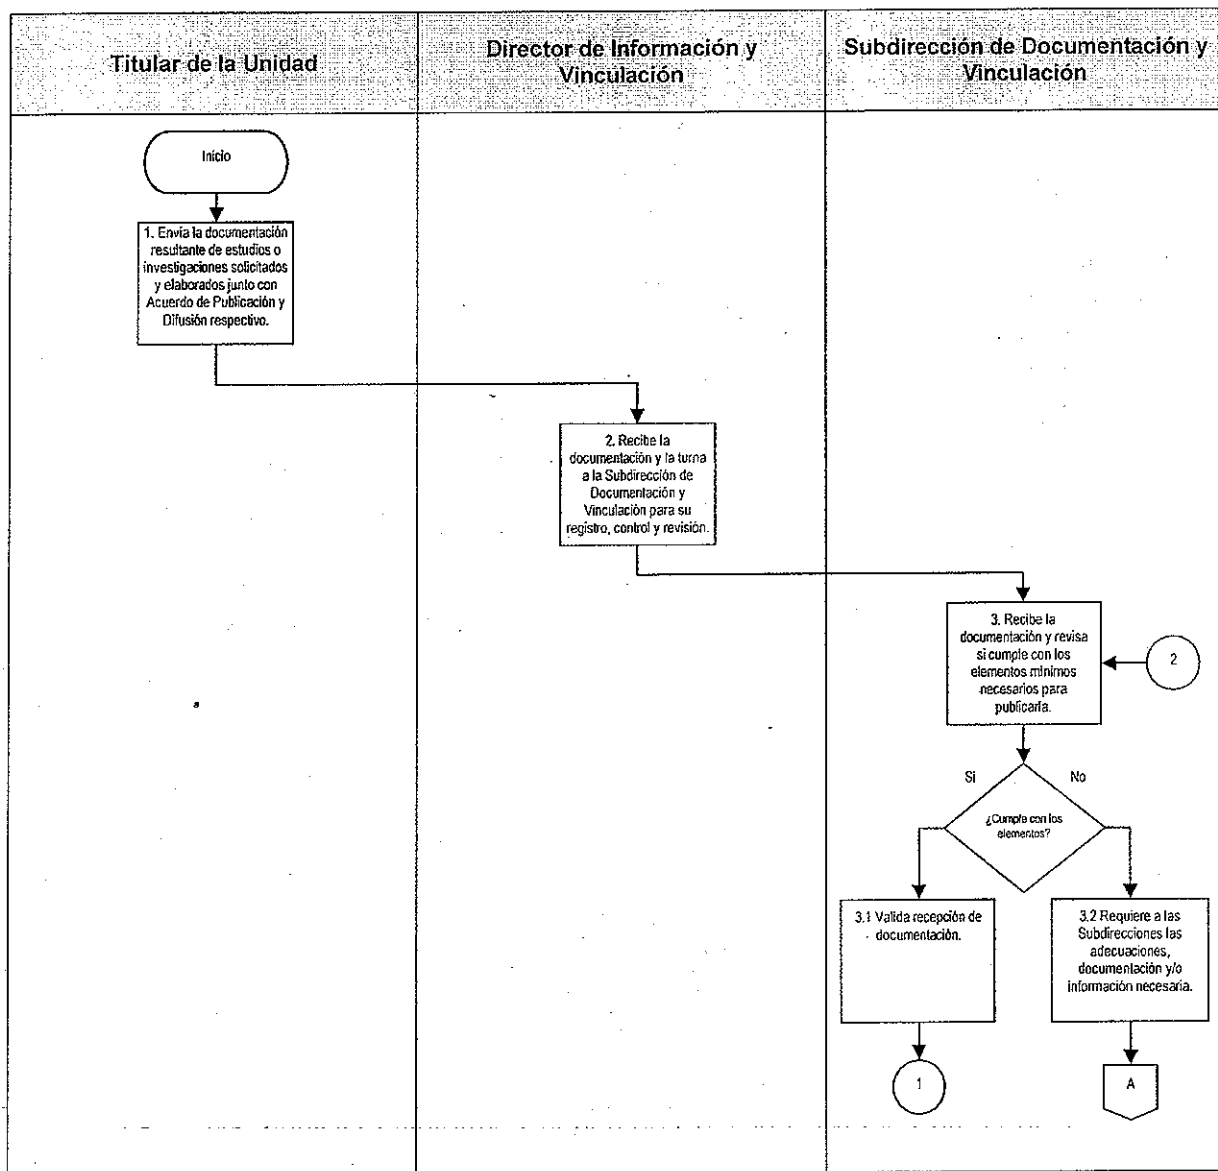 Titular de la Unidad
Director de Información y
Vinculación
Subdirección de Documentación y
Vinculación
Inicio
1. Envía la documentación
resultante de estudios o
investigaciones solicitados
y elaborados junto con
Acuerdo de Publicación y
Difusión respectivo.
2. Recibe la
documentación y la turna
a la Subdirección de
Documentación y
Vinculación para su
registro, control y revisión.
3. Recibe la
documentación y revisa
si cumple con los
elementos mínimos
necesarios para
publicarla.
2
Si
No
¿Cumple con los
elementos?
3.1 Valida recepción de
documentación.
3.2 Requiere a las
Subdirecciones las
adecuaciones,
documentación y/o
información necesaria.
1
A